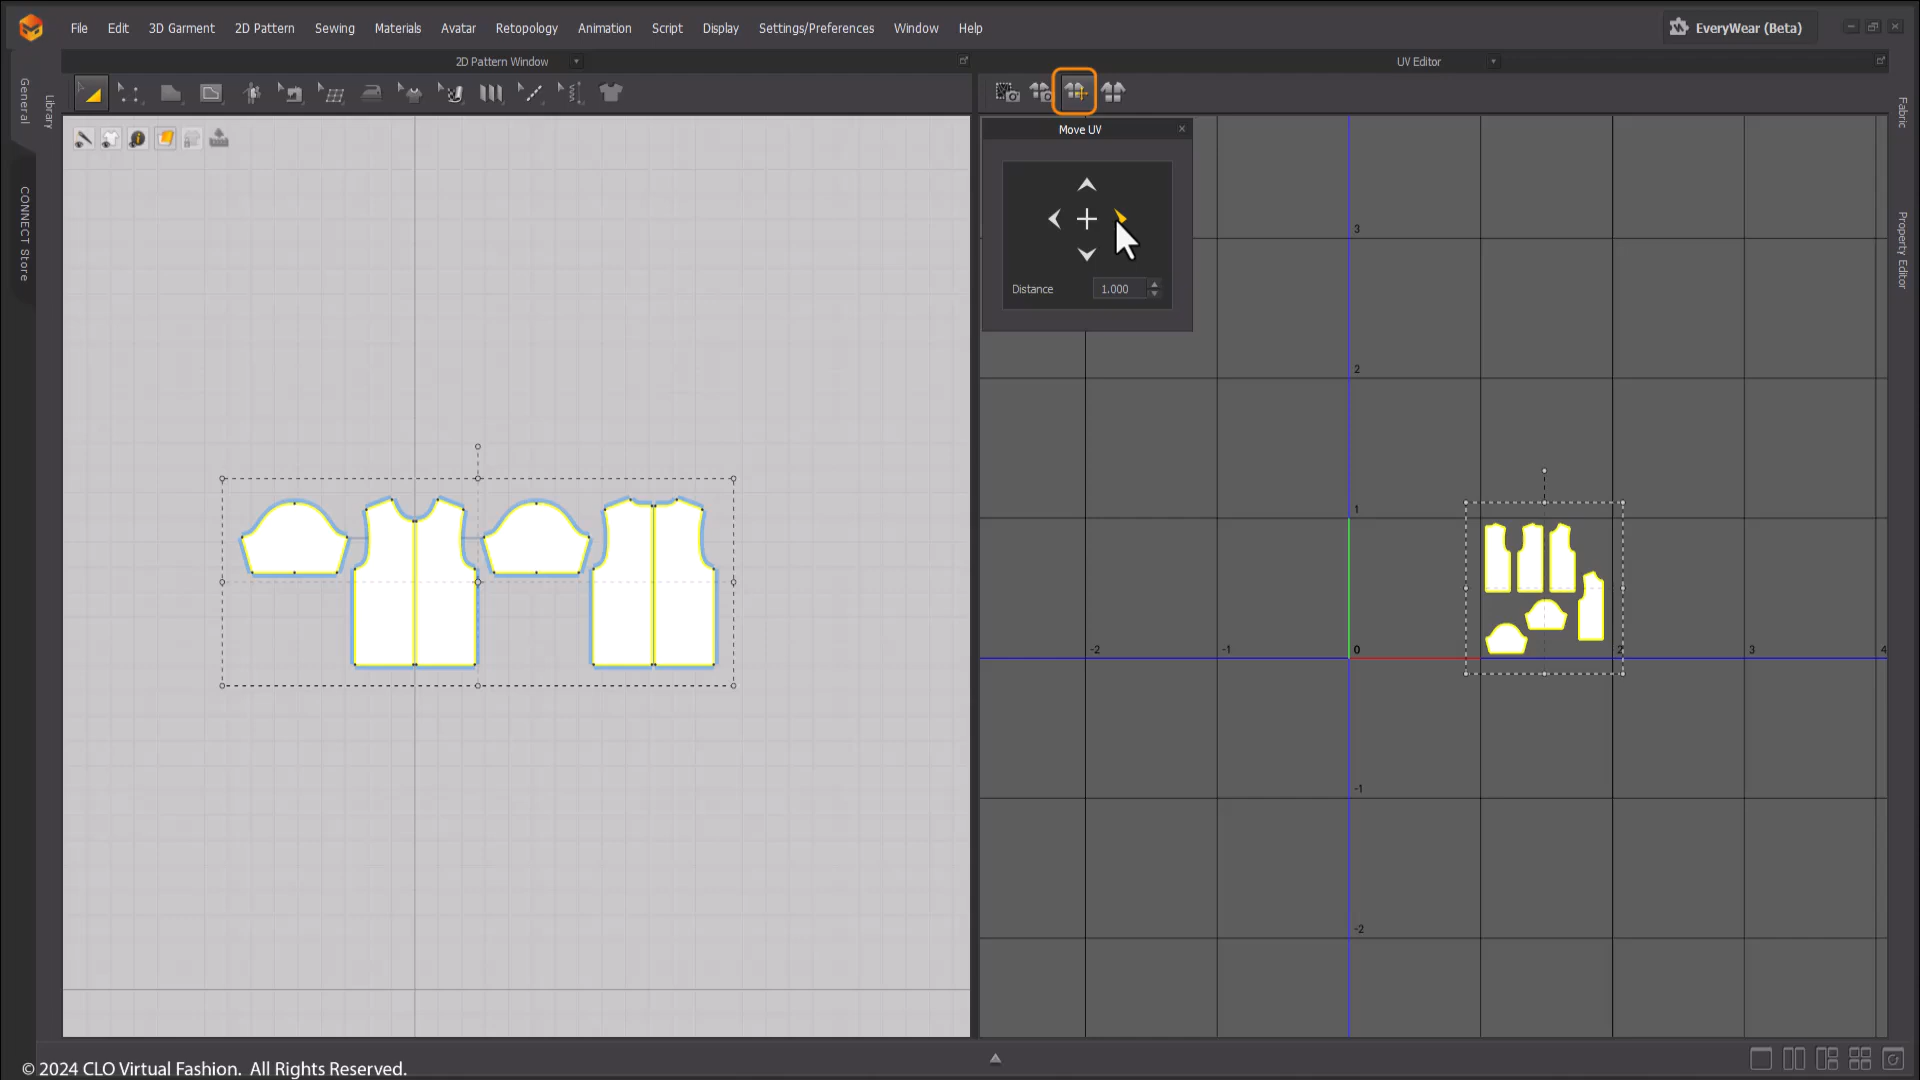 File Edit 3D Garment 2D Pattern Sewing Materials Avatar Retopology Animation Script Display Settings/Preferences Window Help EveryWear (Beta)
2D Pattern Window UV Editor
General
Library
CONNECT Store
Fabric
Property Editor
Move UV
Distance 1.000
3
2
1
-2 -1 0 2 3 4
-1
-2
© 2024 CLO Virtual Fashion. All Rights Reserved.